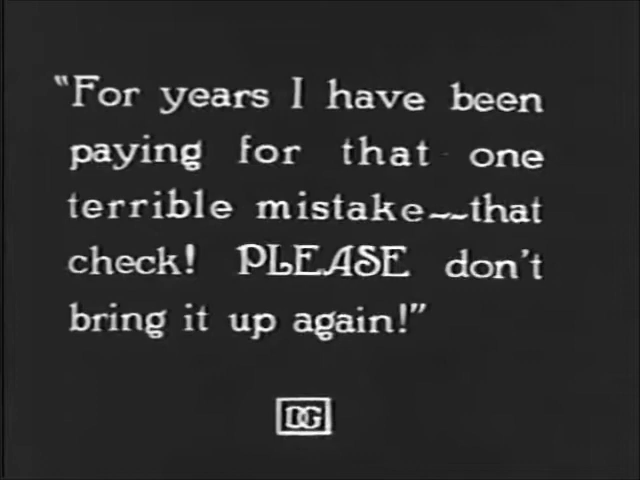 “For years I have been
paying for that one
terrible mistake--that
check! PLEASE don't
bring it up again!”
DG